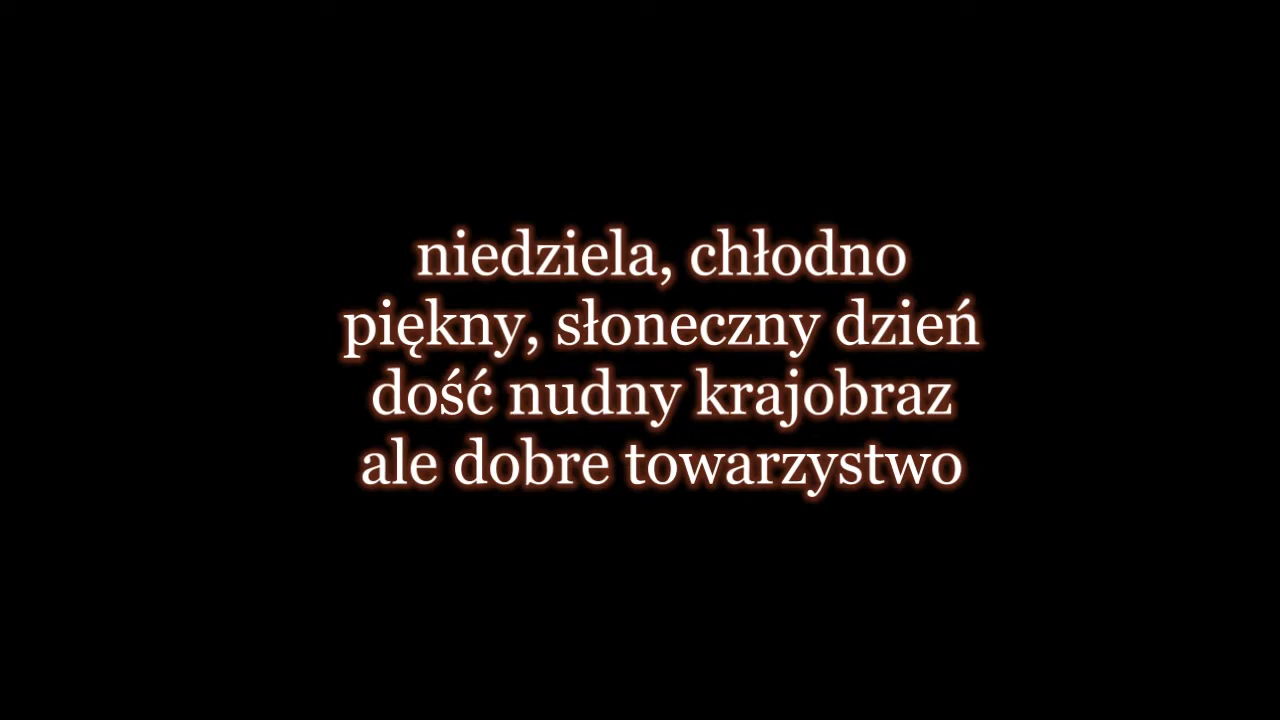 niedziela, chłodno
piękny, słoneczny dzień
dość nudny krajobraz
ale dobre towarzystwo